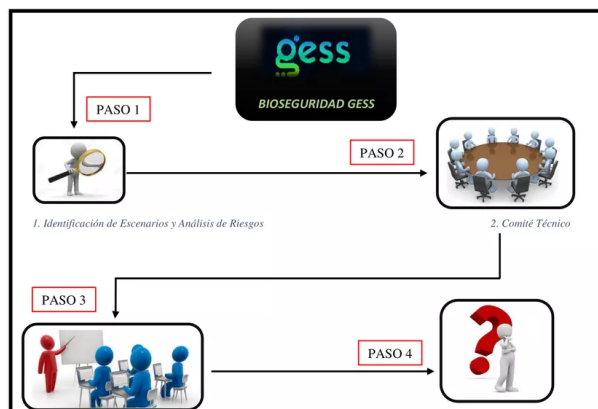 gess
BIOSEGURIDAD GESS
PASO 1
PASO 2
1. Identificación de Escenarios y Análisis de Riesgos
2. Comité Técnico
PASO 3
PASO 4